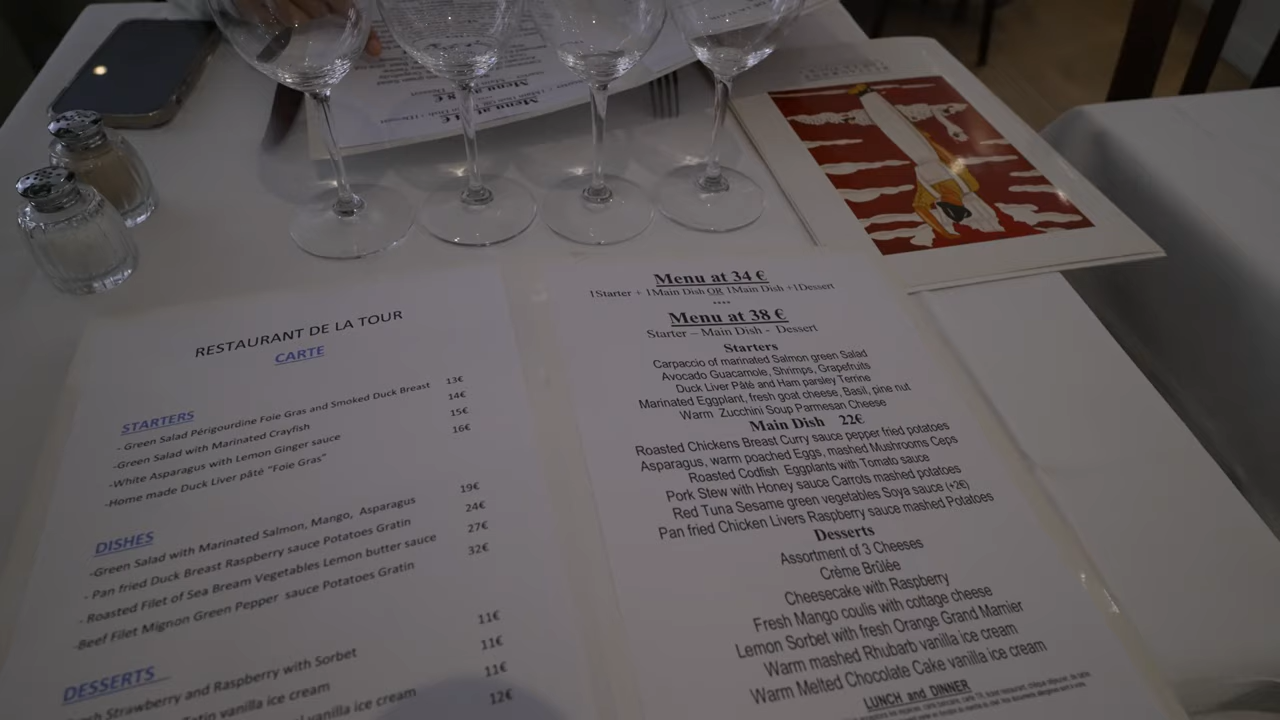 RESTAURANT DE LA TOUR
CARTE
STARTERS
- Green Salad Périgourdine Foie Gras and Smoked Duck Breast 13€
-Green Salad with Marinated Crayfish 14€
-White Asparagus with Lemon Ginger sauce 15€
-Home made Duck Liver pâté "Foie Gras" 16€
DISHES
-Green Salad with Marinated Salmon, Mango, Asparagus 19€
- Pan fried Duck Breast Raspberry sauce Potatoes Gratin 24€
- Roasted Filet of Sea Bream Vegetables Lemon butter sauce 27€
-Beef Filet Mignon Green Pepper sauce Potatoes Gratin 32€
DESSERTS
Strawberry and Raspberry with Sorbet 11€
Tatin vanilla ice cream 11€
vanilla ice cream 11€
12€
Menu at 34 €
1Starter + 1Main Dish OR 1Main Dish +1Dessert
****
Menu at 38 €
Starter – Main Dish - Dessert
Starters
Carpaccio of marinated Salmon green Salad
Avocado Guacamole, Shrimps, Grapefruits
Duck Liver Pâté and Ham parsley Terrine
Marinated Eggplant, fresh goat cheese, Basil, pine nut
Warm Zucchini Soup Parmesan Cheese
Main Dish 22€
Roasted Chickens Breast Curry sauce pepper fried potatoes
Asparagus, warm poached Eggs, mashed Mushrooms Ceps
Roasted Codfish Eggplants with Tomato sauce
Pork Stew with Honey sauce Carrots mashed potatoes
Red Tuna Sesame green vegetables Soya sauce (+2€)
Pan fried Chicken Livers Raspberry sauce mashed Potatoes
Desserts
Assortment of 3 Cheeses
Crème Brûlée
Cheesecake with Raspberry
Fresh Mango coulis with cottage cheese
Lemon Sorbet with fresh Orange Grand Marnier
Warm mashed Rhubarb vanilla ice cream
Warm Melted Chocolate Cake vanilla ice cream
LUNCH and DINNER